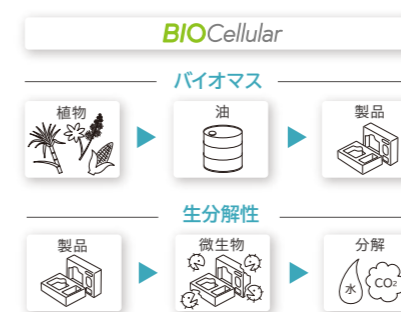 BIOCellular
バイオマス
植物
油
製品
生分解性
製品
微生物
分解
水
CO2